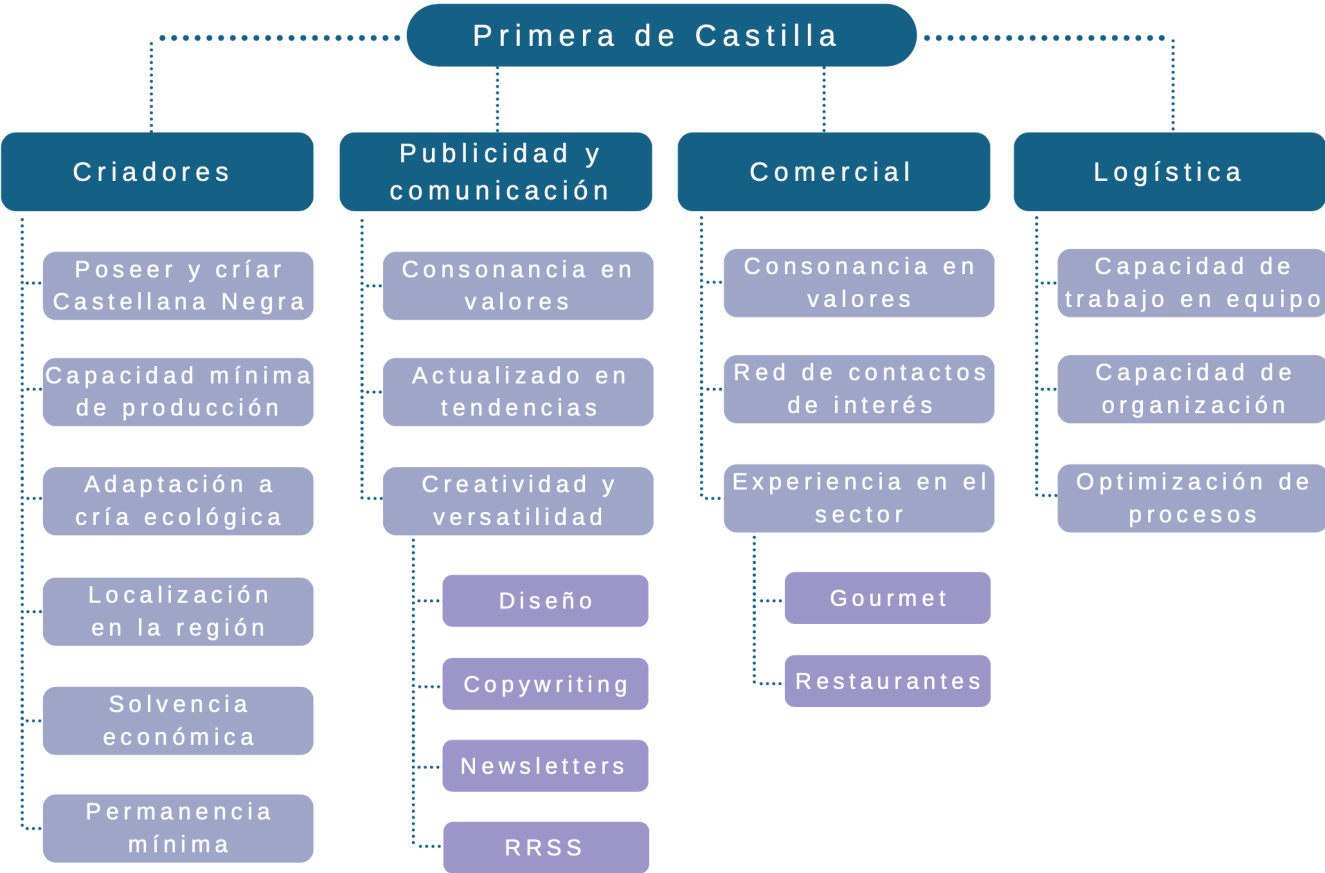 Primera de Castilla
Criadores
Poseer y críar
Castellana Negra
Capacidad mínima
de producción
Adaptación a
cría ecológica
Localización
en la región
Solvencia
económica
Permanencia
mínima
Publicidad y
comunicación
Consonancia en
valores
Actualizado en
tendencias
Creatividad y
versatilidad
Diseño
Copywriting
Newsletters
RRSS
Comercial
Consonancia en
valores
Red de contactos
de interés
Experiencia en el
sector
Gourmet
Restaurantes
Logística
Capacidad de
trabajo en equipo
Capacidad de
organización
Optimización de
procesos